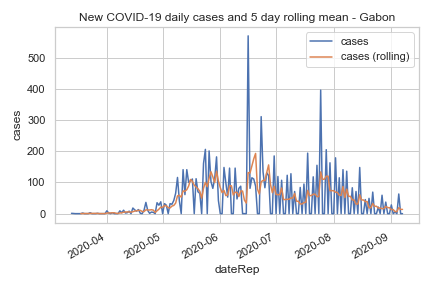 New COVID-19 daily cases and 5 day rolling mean - Gabon
cases
cases (rolling)
500
400
300
200
100
0
cases
2020-04
2020-05
2020-06
2020-07
2020-08
2020-09
dateRep